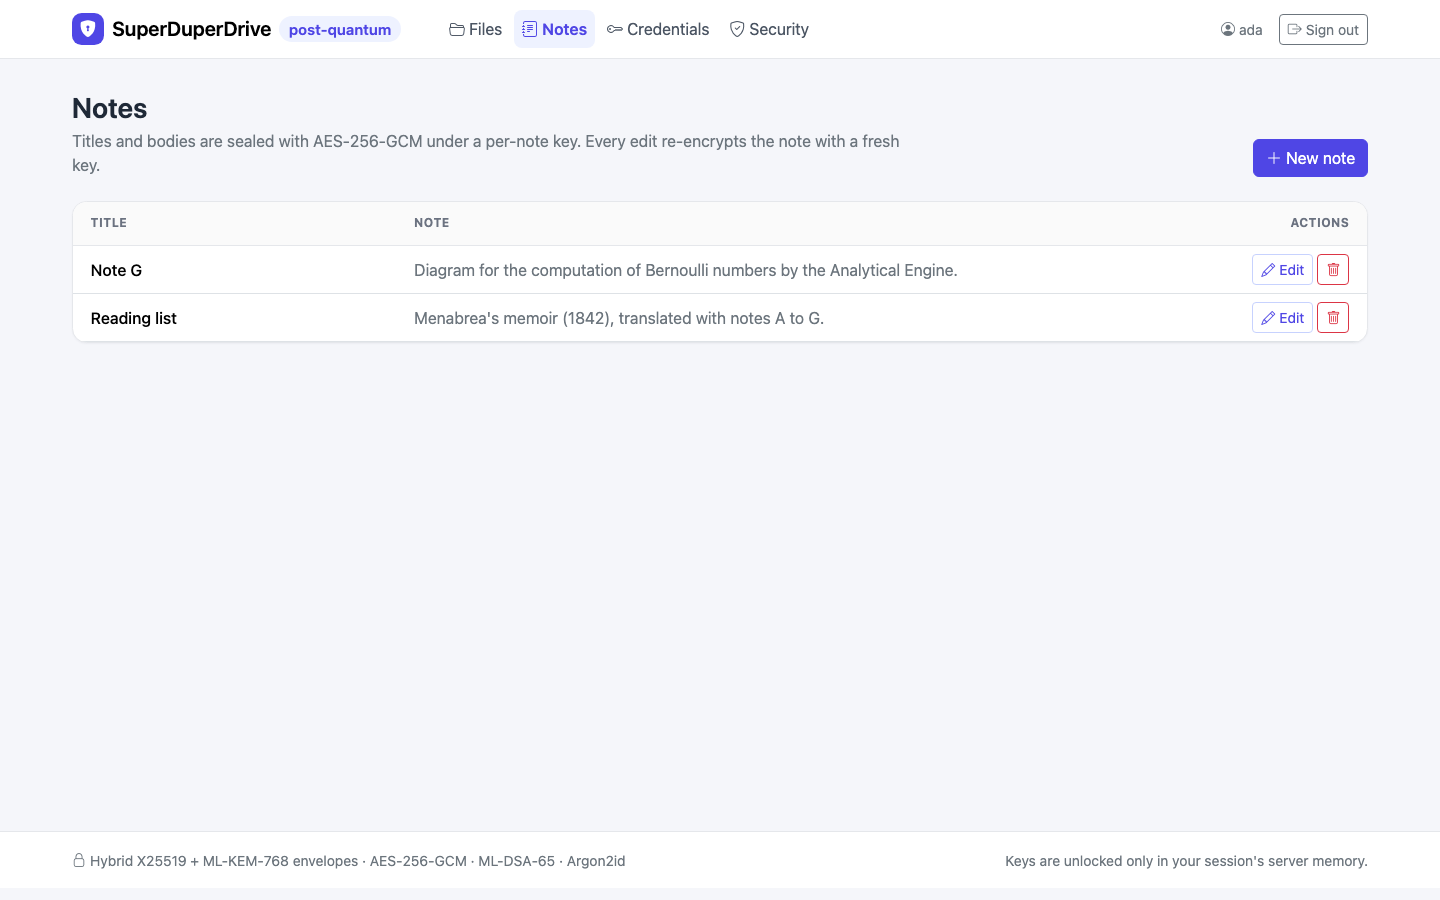 SuperDuperDrive post-quantum Files Notes Credentials Security ada Sign out
Notes
Titles and bodies are sealed with AES-256-GCM under a per-note key. Every edit re-encrypts the note with a fresh
key.
New note
TITLE NOTE ACTIONS
Note G Diagram for the computation of Bernoulli numbers by the Analytical Engine. Edit
Reading list Menabrea's memoir (1842), translated with notes A to G. Edit
Hybrid X25519 + ML-KEM-768 envelopes · AES-256-GCM · ML-DSA-65 · Argon2id Keys are unlocked only in your session's server memory.